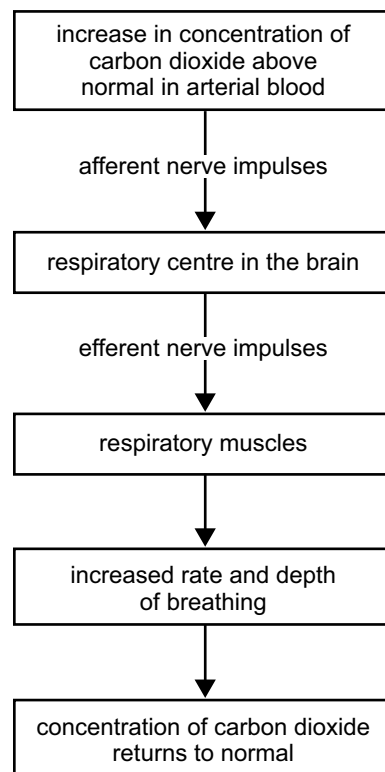 increase in concentration of
carbon dioxide above
normal in arterial blood
afferent nerve impulses
respiratory centre in the brain
efferent nerve impulses
respiratory muscles
increased rate and depth
of breathing
concentration of carbon dioxide
returns to normal